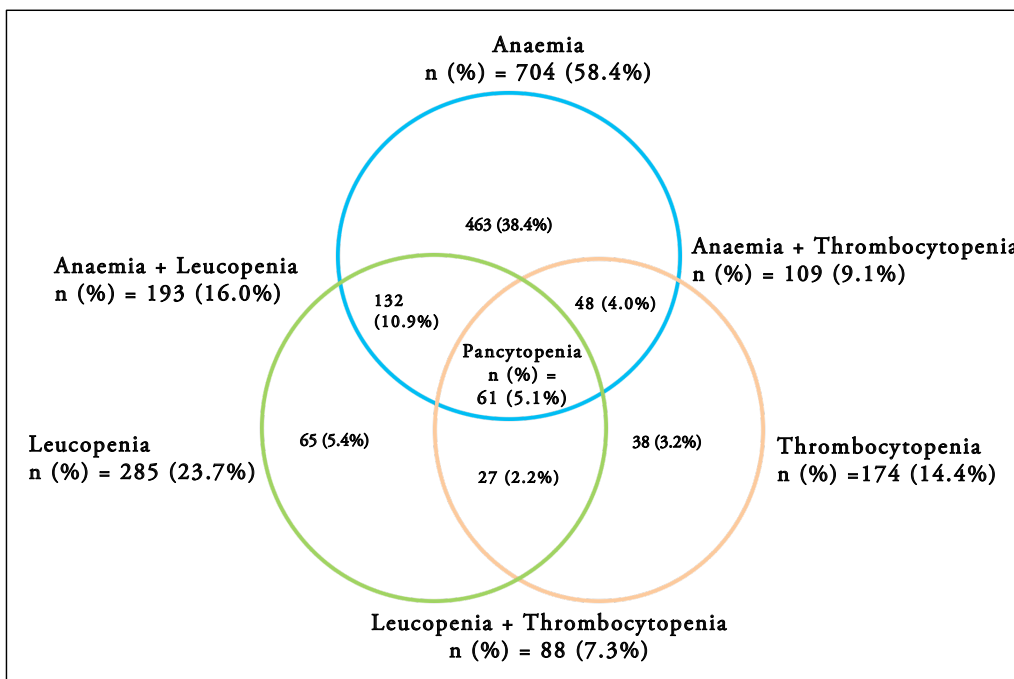 Anaemia
n (%) = 704 (58.4%)
463 (38.4%)
Anaemia + Thrombocytopenia
n (%) = 109 (9.1%)
Anaemia + Leucopenia
n (%) = 193 (16.0%)
132
(10.9%)
48 (4.0%)
Pancytopenia
n (%) =
61 (5.1%)
Leucopenia
n (%) = 285 (23.7%)
65 (5.4%)
38 (3.2%)
Thrombocytopenia
n (%) =174 (14.4%)
27 (2.2%)
Leucopenia + Thrombocytopenia
n (%) = 88 (7.3%)